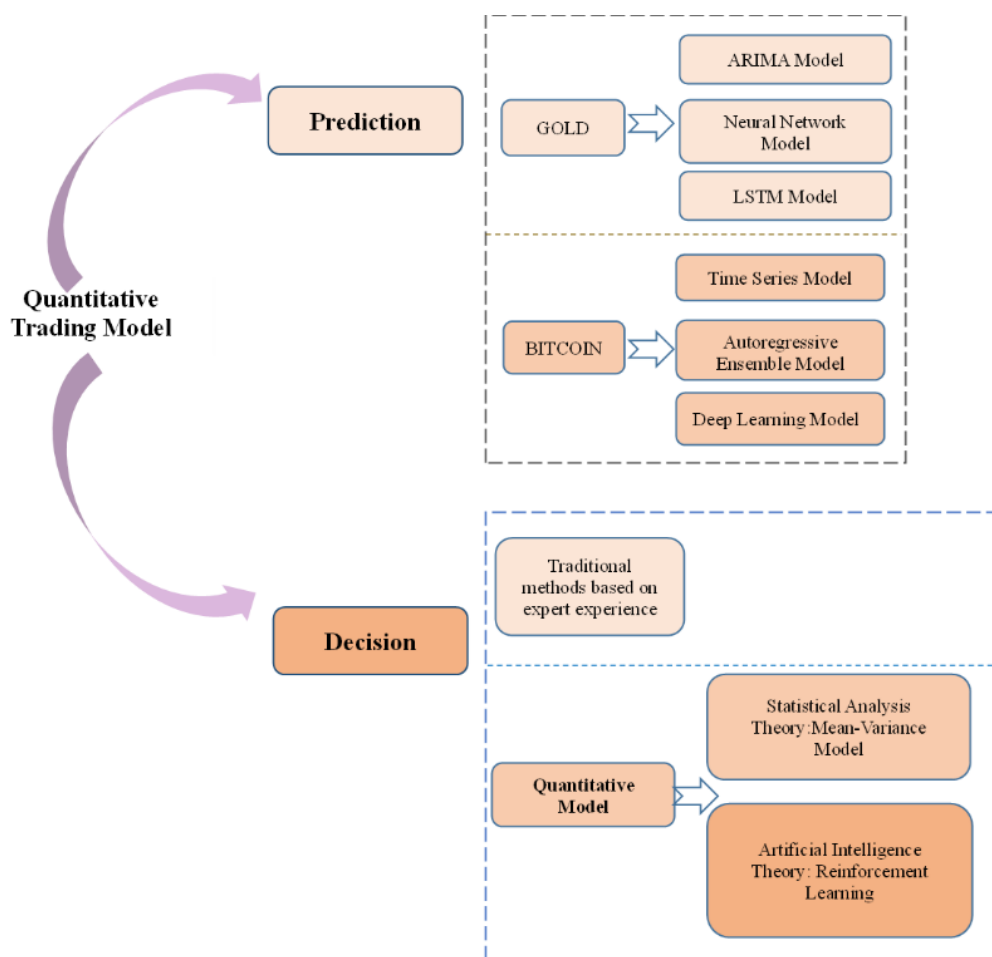 Quantitative
Trading Model
Prediction
GOLD
ARIMA Model
Neural Network
Model
LSTM Model
BITCOIN
Time Series Model
Autoregressive
Ensemble Model
Deep Learning Model
Decision
Traditional
methods based on
expert experience
Quantitative
Model
Statistical Analysis
Theory:Mean-Variance
Model
Artificial Intelligence
Theory: Reinforcement
Learning